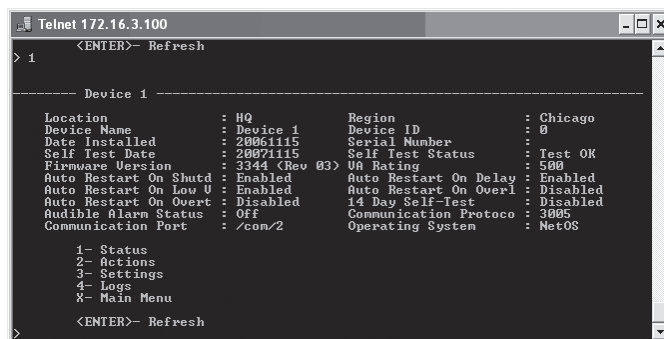 Telnet 172.16.3.100
<ENTER>- Refresh
> 1
-------- Device 1 --------------------------------------------------------------
Location : HQ Region : Chicago
Device Name : Device 1 Device ID : 0
Date Installed : 20061115 Serial Number :
Self Test Date : 20071115 Self Test Status : Test OK
Firmware Version : 3344 (Rev 03) VA Rating : 500
Auto Restart On Shutd : Enabled Auto Restart On Delay : Enabled
Auto Restart On Low V : Enabled Auto Restart On Overl : Disabled
Auto Restart On Overt : Disabled 14 Day Self-Test : Disabled
Audible Alarm Status : Off Communication Protoco : 3005
Communication Port : /com/2 Operating System : NetOS
1- Status
2- Actions
3- Settings
4- Logs
X- Main Menu
<ENTER>- Refresh
>